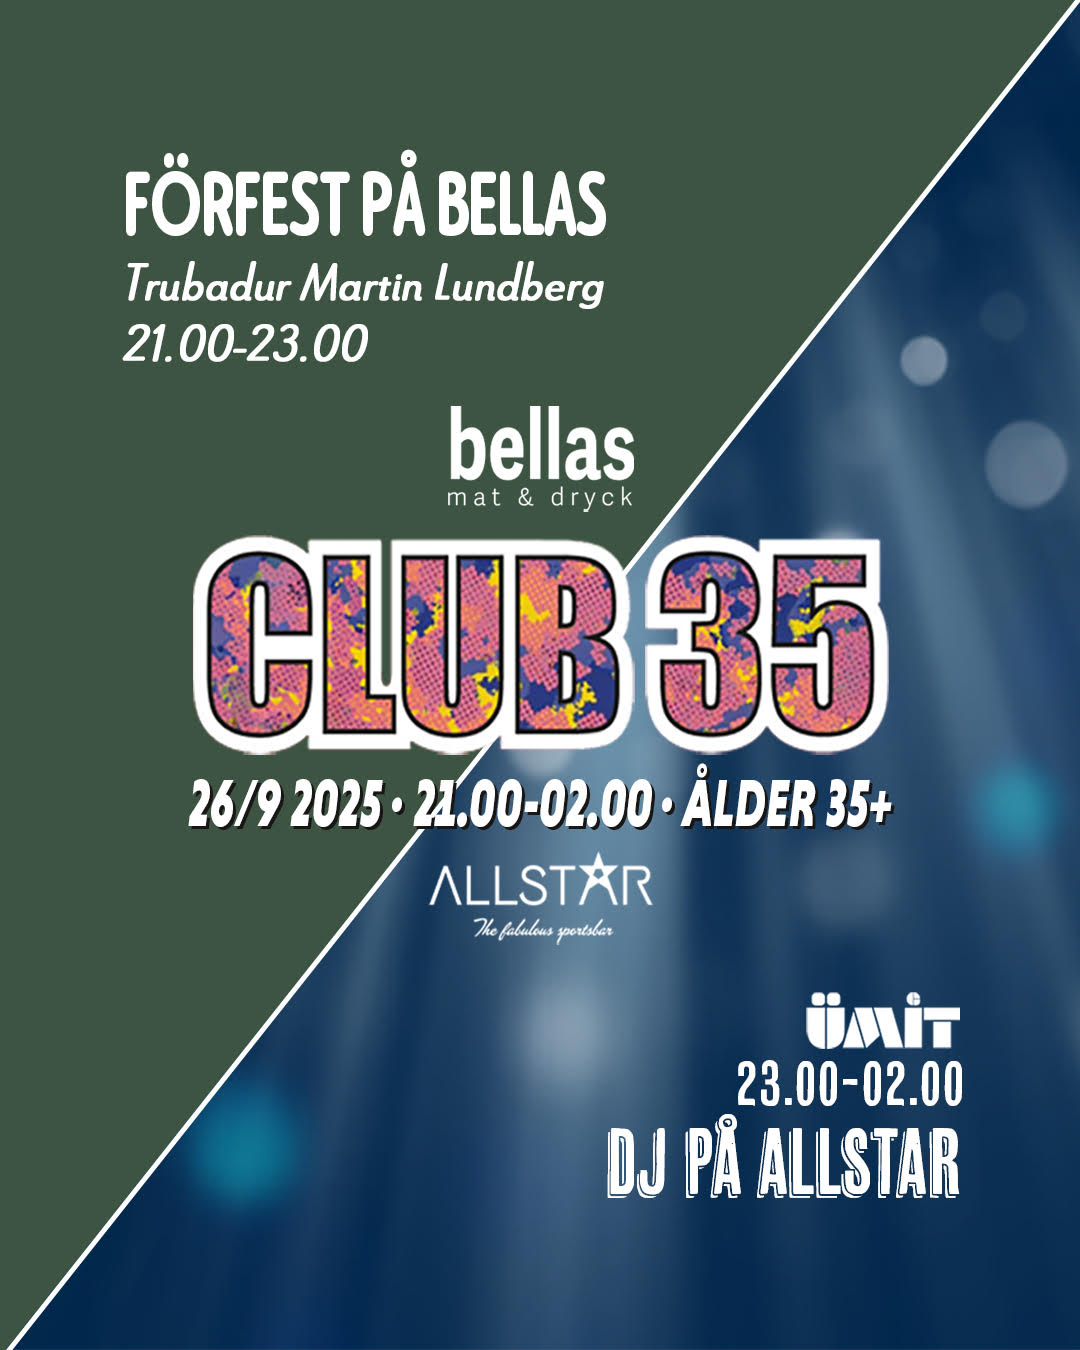 FÖRFEST PÅ BELLAS
Trubadur Martin Lundberg
21.00-23.00
bellas
mat & dryck
CLUB 35
26/9 2025 • 21.00-02.00 • ÅLDER 35+
ALLSTAR
The fabulous sportsbar
ÜMİT
23.00-02.00
DJ PÅ ALLSTAR